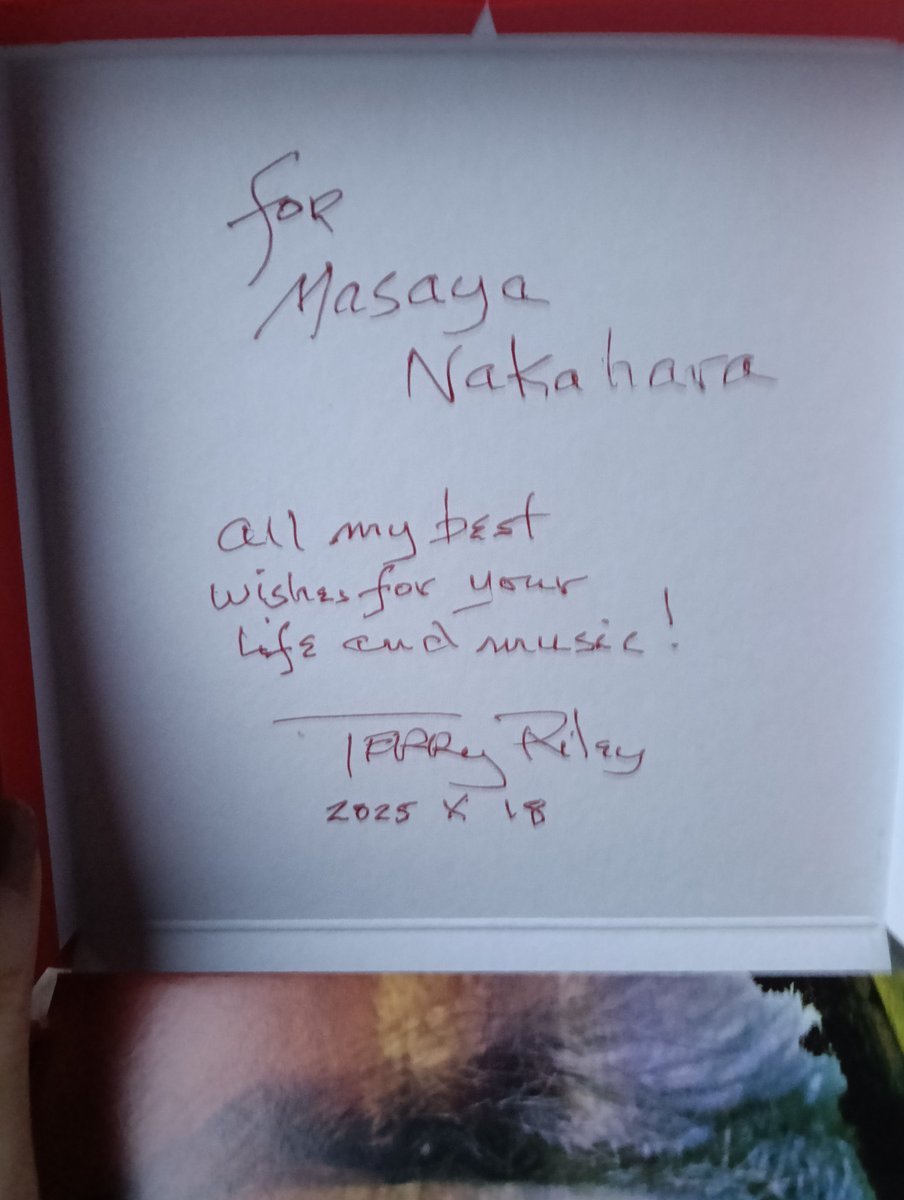 for
Masaya
Nakahara
all my best
wishes for your
Life and music!
TERRy Riley
2025 X 18